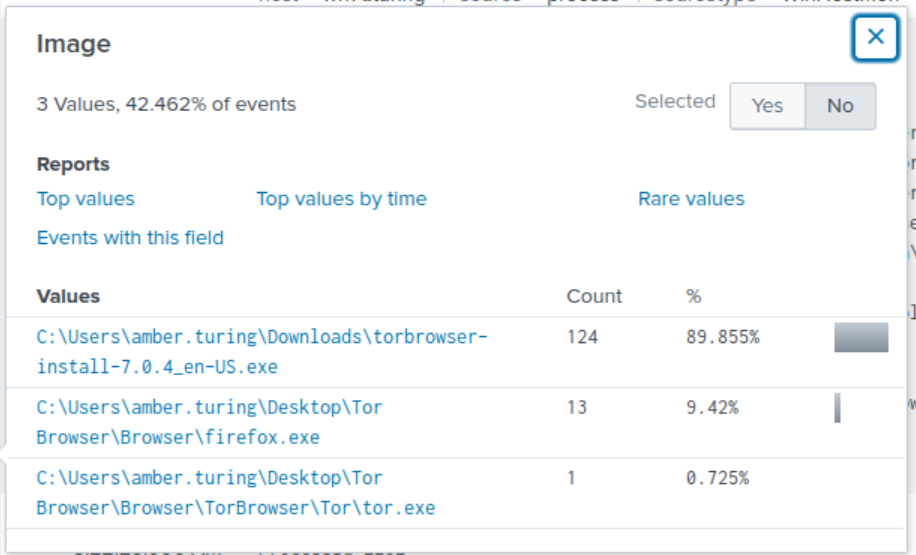 Image
3 Values, 42.462% of events
Selected Yes No
Reports
Top values Top values by time Rare values
Events with this field
Values Count %
C:\Users\amber.turing\Downloads\torbrowser- 124 89.855%
install-7.0.4_en-US.exe
C:\Users\amber.turing\Desktop\Tor 13 9.42%
Browser\Browser\firefox.exe
C:\Users\amber.turing\Desktop\Tor 1 0.725%
Browser\Browser\TorBrowser\Tor\tor.exe